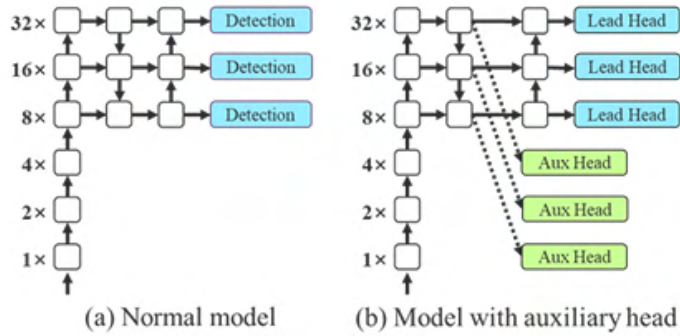 32× Detection
16× Detection
8× Detection
4×
2×
1×
(a) Normal model
32× Lead Head
16× Lead Head
8× Lead Head
4× Aux Head
2× Aux Head
1× Aux Head
(b) Model with auxiliary head